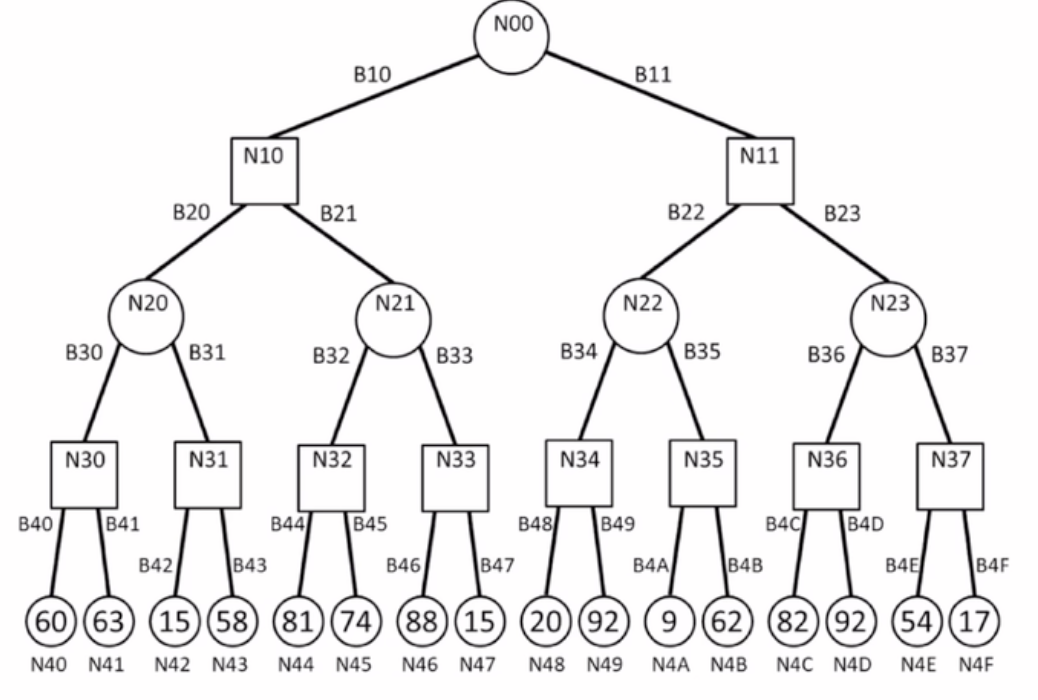 N00
B10 B11
N10 N11
B20 B21 B22 B23
N20 N21 N22 N23
B30 B31 B32 B33 B34 B35 B36 B37
N30 N31 N32 N33 N34 N35 N36 N37
B40 B41 B44 B45 B48 B49 B4C B4D
B42 B43 B46 B47 B4A B4B B4E B4F
60 63 15 58 81 74 88 15 20 92 9 62 82 92 54 17
N40 N41 N42 N43 N44 N45 N46 N47 N48 N49 N4A N4B N4C N4D N4E N4F